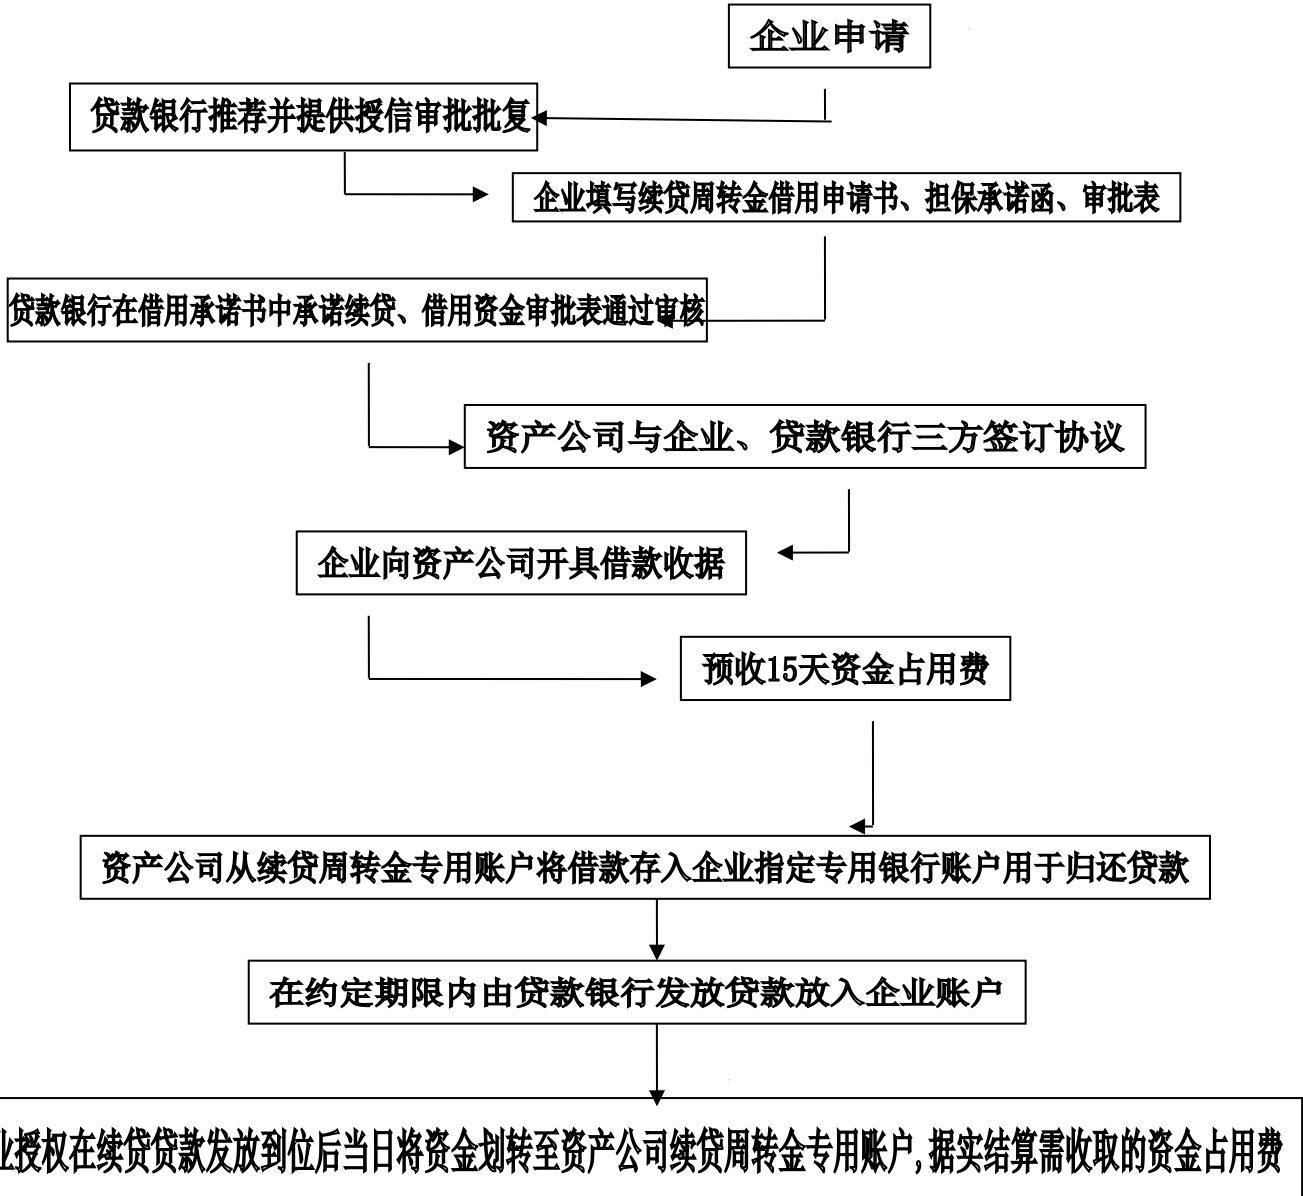 企业申请
贷款银行推荐并提供授信审批批复
企业填写续贷周转金借用申请书、担保承诺函、审批表
贷款银行在借用承诺书中承诺续贷、借用资金审批表通过审核
资产公司与企业、贷款银行三方签订协议
企业向资产公司开具借款收据
预收15天资金占用费
资产公司从续贷周转金专用账户将借款存入企业指定专用银行账户用于归还贷款
在约定期限内由贷款银行发放贷款放入企业账户
业授权在续贷贷款发放到位后当日将资金划转至资产公司续贷周转金专用账户,据实结算需收取的资金占用费